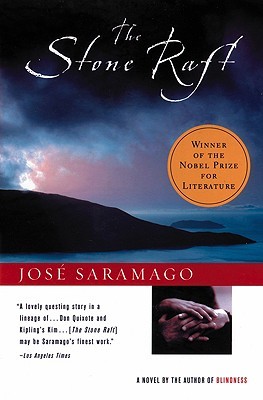 The
Stone Raft
WINNER
OF THE
NOBEL PRIZE
FOR
LITERATURE
JOSÉ SARAMAGO
"A lovely questing story in a
lineage of...Don Quixote and
Kipling's Kim...[The Stone Raft]
may be Saramago's finest work."
–Los Angeles Times
A NOVEL BY THE AUTHOR OF BLINDNESS